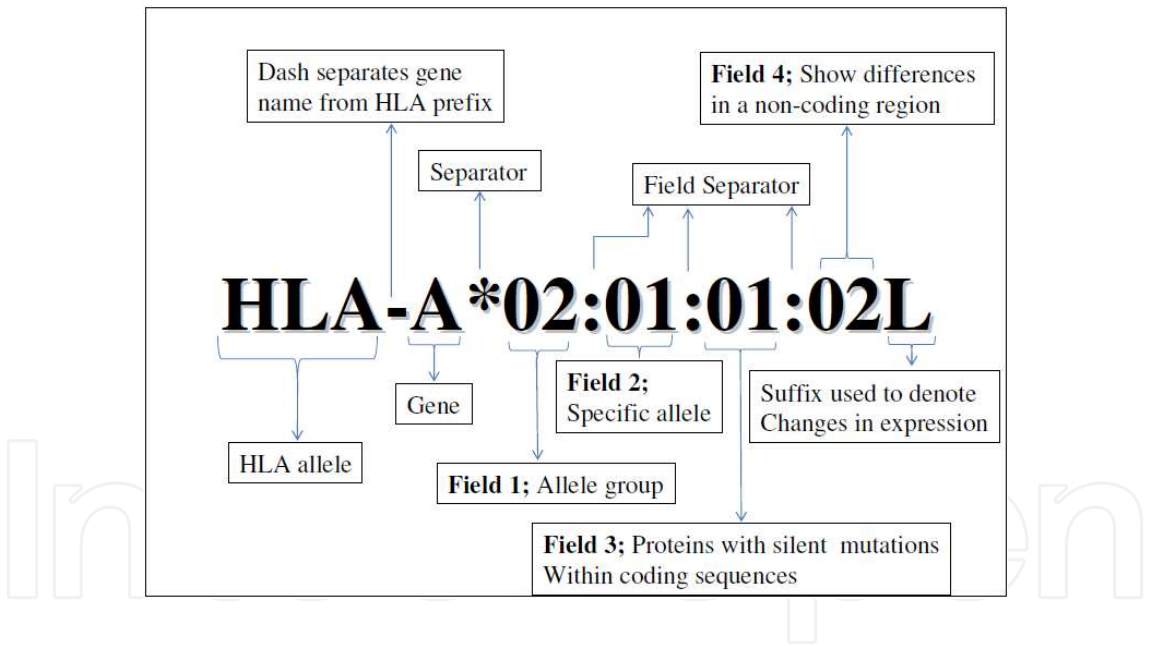 Dash separates gene
name from HLA prefix
Field 4; Show differences
in a non-coding region
Separator
Field Separator
HLA-A*02:01:01:02L
Gene
Field 2;
Specific allele
Suffix used to denote
Changes in expression
HLA allele
Field 1; Allele group
Field 3; Proteins with silent mutations
Within coding sequences